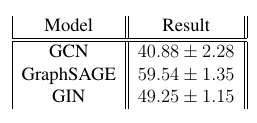 Model Result
GCN 40.88 ± 2.28
GraphSAGE 59.54 ± 1.35
GIN 49.25 ± 1.15